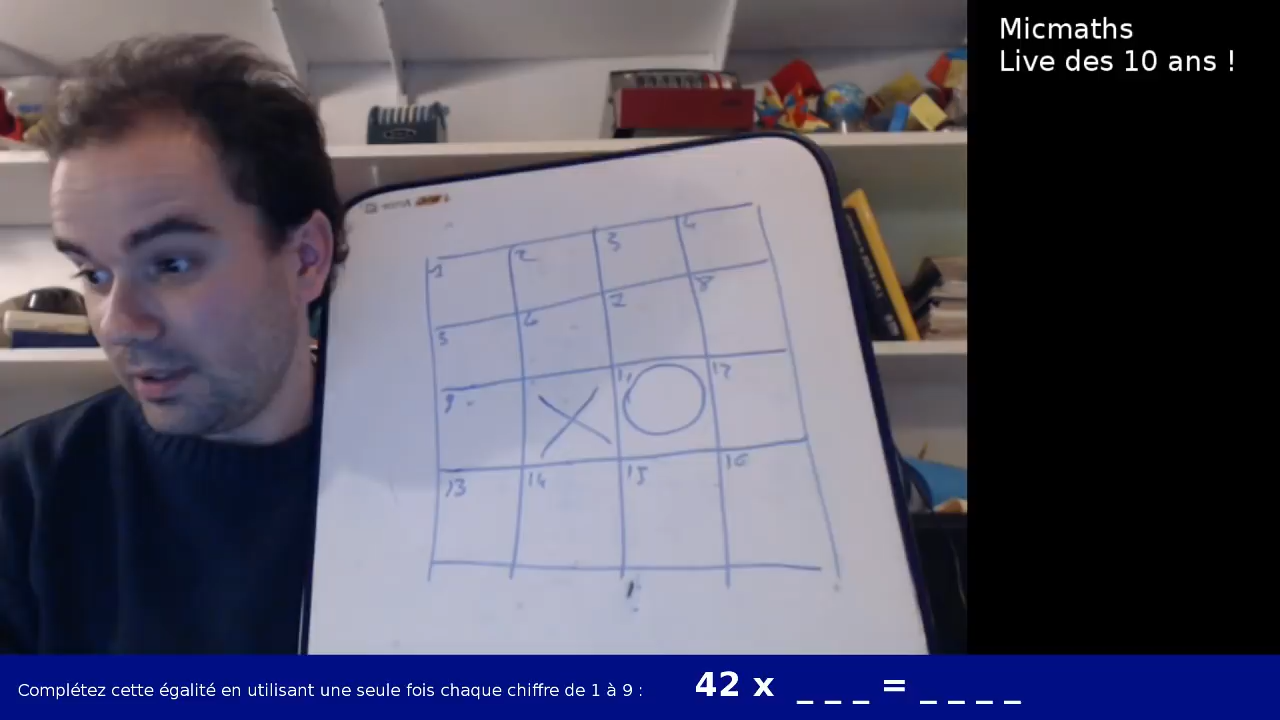 Micmaths
Live des 10 ans !
1 2 3 4
5 6 7 8
9 X 11 O 12
13 14 15 16
Complétez cette égalité en utilisant une seule fois chaque chiffre de 1 à 9 : 42 x _ _ _ = _ _ _ _